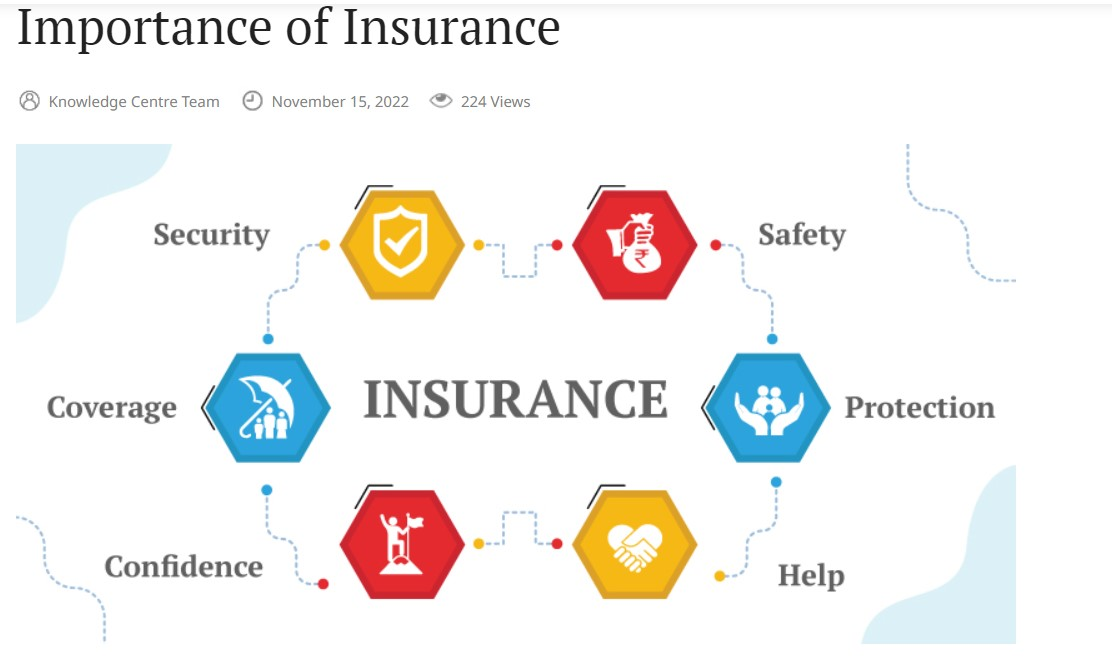 Importance of Insurance
Knowledge Centre Team November 15, 2022 224 Views
Security
Safety
₹
Coverage
INSURANCE
Protection
Confidence
Help